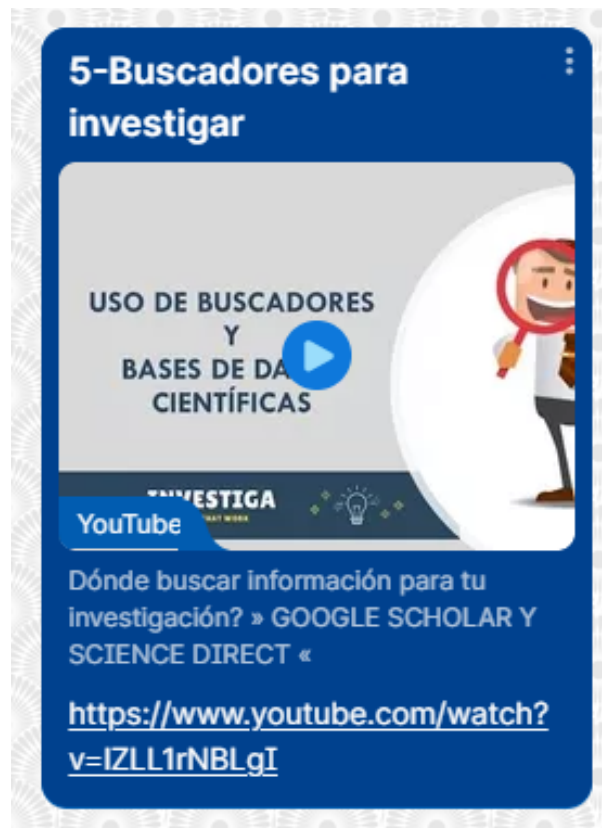 5-Buscadores para
investigar
USO DE BUSCADORES
Y
BASES DE
CIENTÍFICAS
YouTube
Dónde buscar información para tu
investigación? » GOOGLE SCHOLAR Y
SCIENCE DIRECT «
https://www.youtube.com/watch?
v=IZLL1rNBLgI